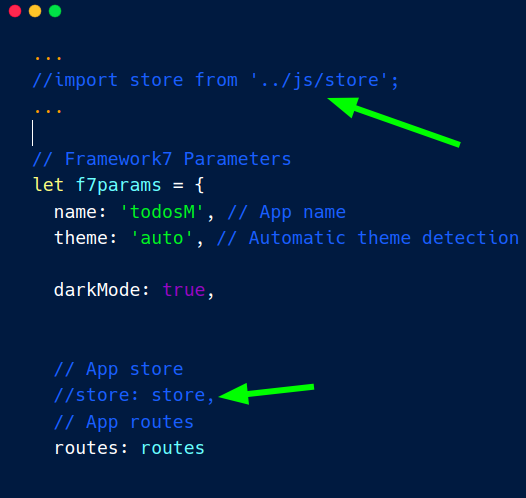 ...
//import store from '../js/store';
...
// Framework7 Parameters
let f7params = {
  name: 'todosM', // App name
  theme: 'auto', // Automatic theme detection
  darkMode: true,
  // App store
  //store: store,
  // App routes
  routes: routes